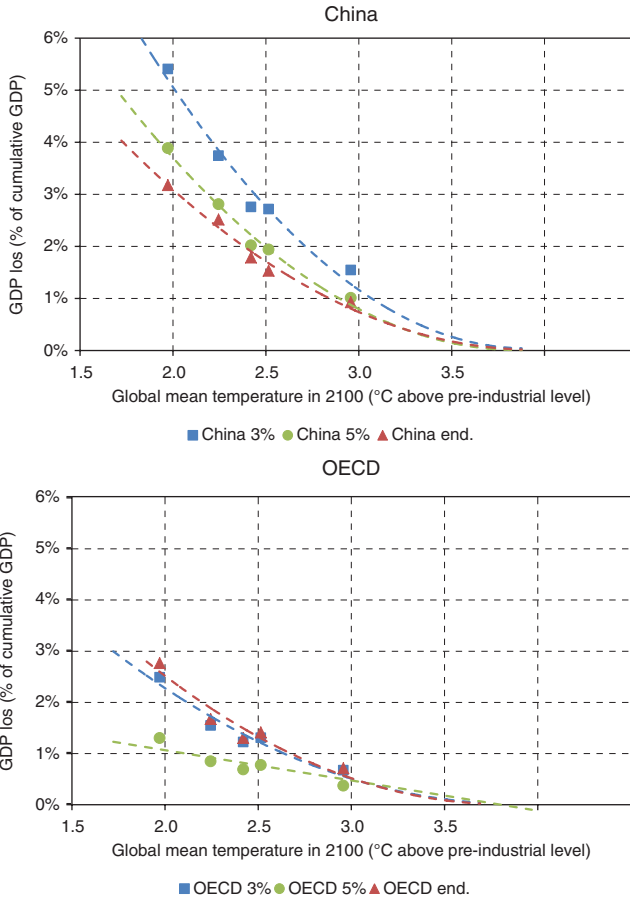 China
6%
5%
4%
3%
2%
1%
0%
GDP los (% of cumulative GDP)
1.5 2.0 2.5 3.0 3.5
Global mean temperature in 2100 (°C above pre-industrial level)
China 3% China 5% China end.
OECD
6%
5%
4%
3%
2%
1%
0%
GDP los (% of cumulative GDP)
1.5 2.0 2.5 3.0 3.5
Global mean temperature in 2100 (°C above pre-industrial level)
OECD 3% OECD 5% OECD end.